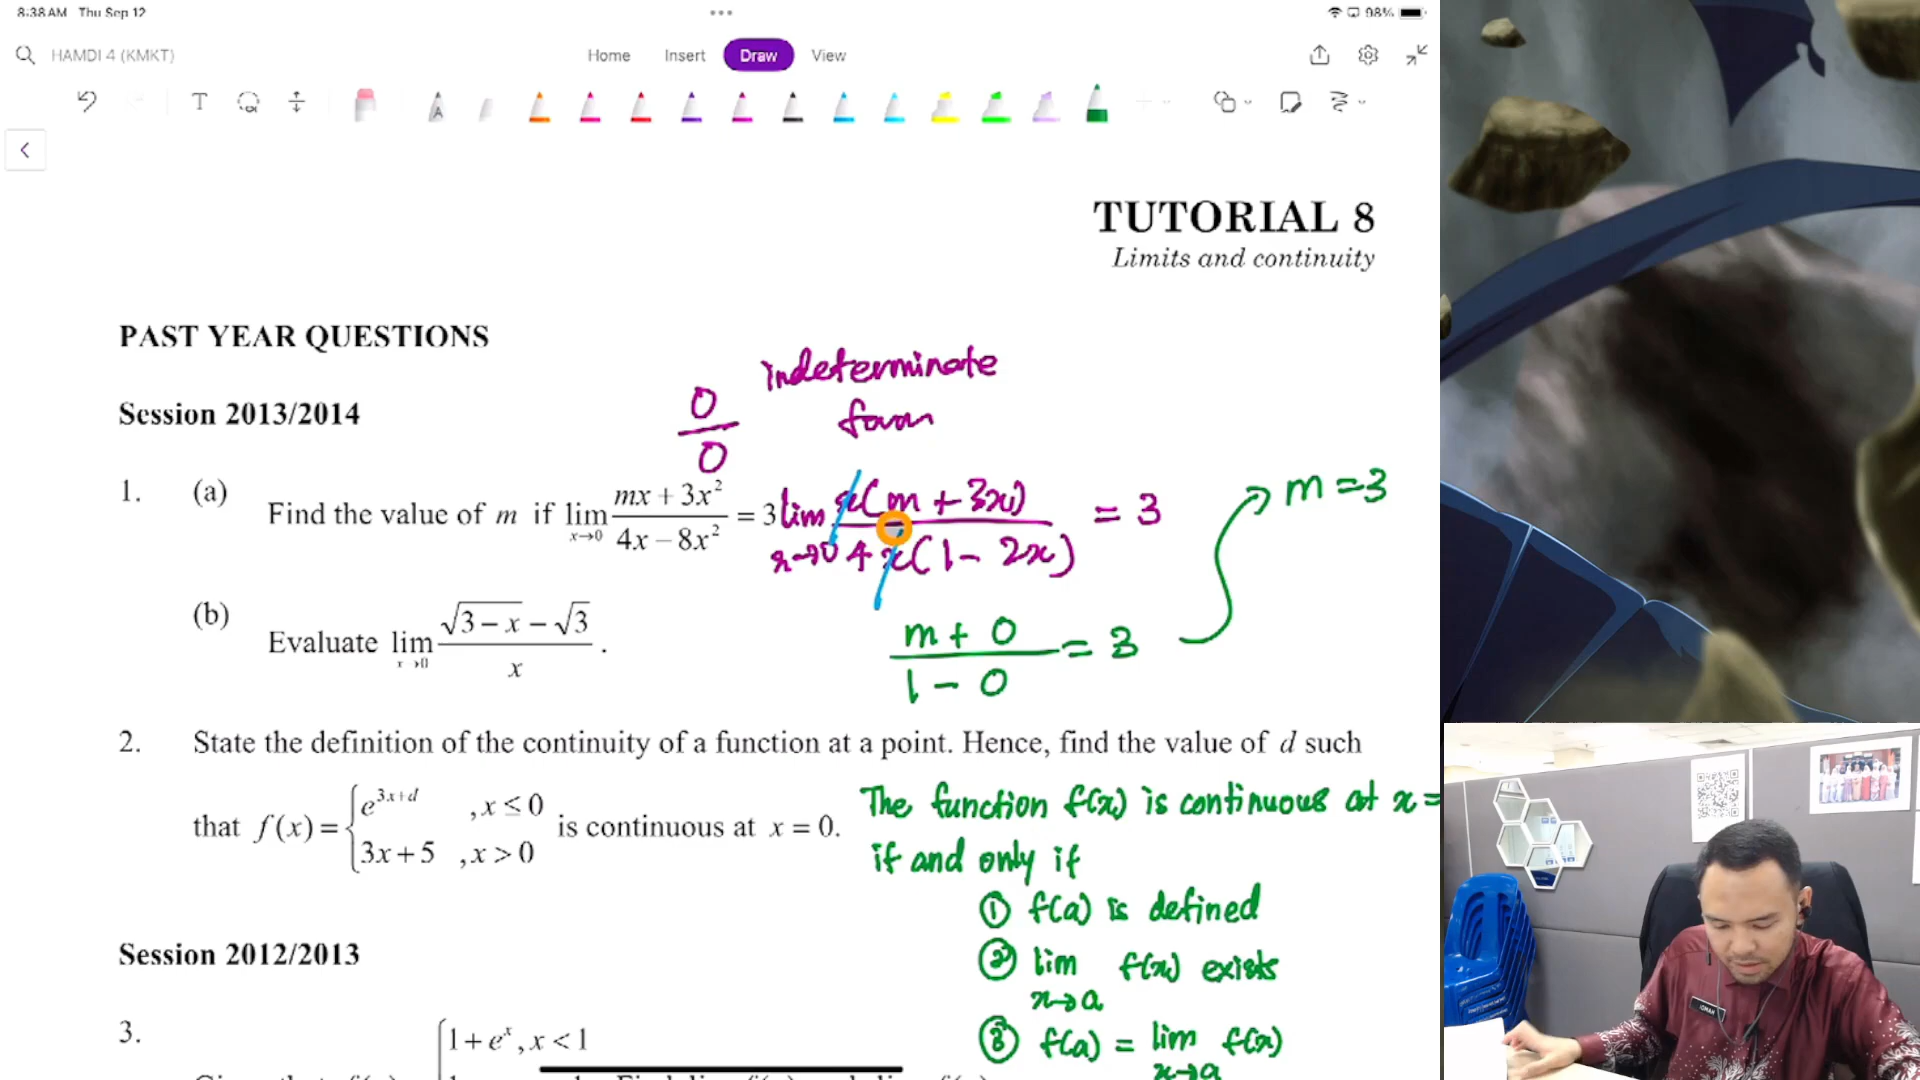 8:38 AM Thu Sep 12
98%
HAMDI 4 (KMKT)
Home Insert Draw View
TUTORIAL 8
Limits and continuity
PAST YEAR QUESTIONS
Session 2013/2014
0/0 indeterminate form
1. (a) Find the value of m if lim x→0 (mx + 3x²)/(4x – 8x²) = 3
lim x→0 x(m + 3x)/4x(1 - 2x) = 3
(m + 0)/(1 - 0) = 3
m = 3
(b) Evaluate lim x→0 (√(3 – x) – √3)/x .
2. State the definition of the continuity of a function at a point. Hence, find the value of d such
that f(x) = { e^(3x+d) , x ≤ 0
3x + 5 , x > 0 is continuous at x = 0.
The function f(x) is continuous at x =
if and only if
① f(a) is defined
② lim x→a f(x) exists
③ f(a) = lim x→a f(x)
Session 2012/2013
3. 1 + e^x , x < 1